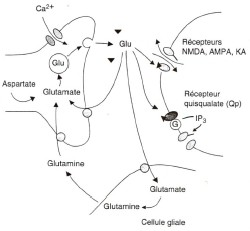 Ca2+
Glu
Récepteurs
NMDA, AMPA, KA
Glu
Aspartate
Glutamate
Récepteur
quisqualate (Qp)
G
IP3
Glutamine
Glutamate
Glutamine
Cellule gliale